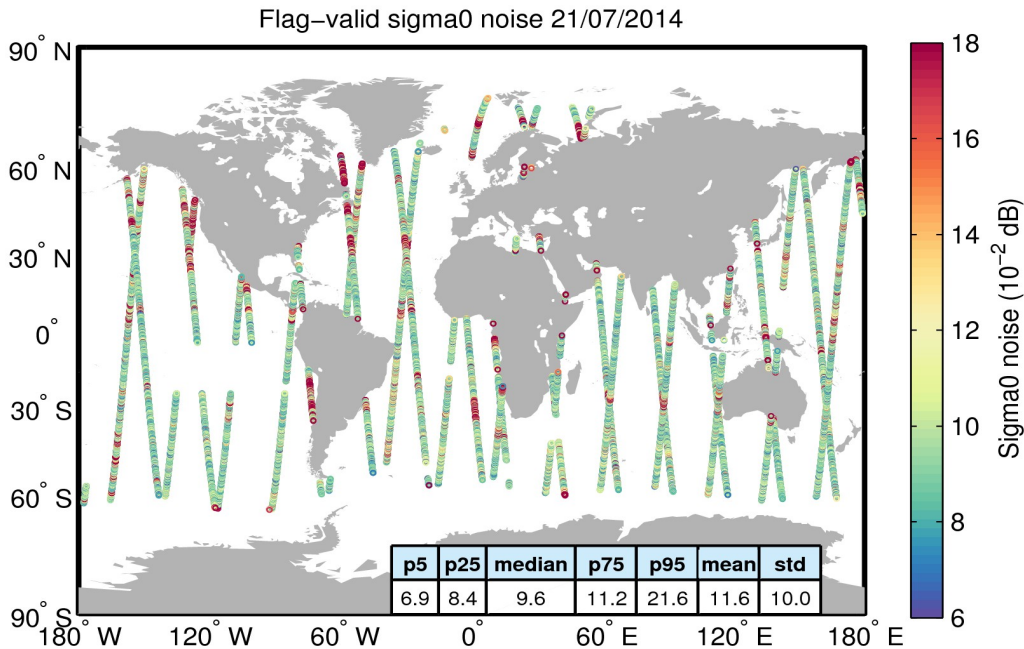 Flag−valid sigma0 noise 21/07/2014
90° N
60° N
30° N
0°
30° S
60° S
90° S
180° W
120° W
60° W
0°
60° E
120° E
180° E
p5 p25 median p75 p95 mean std
6.9 8.4 9.6 11.2 21.6 11.6 10.0
18
16
14
12
10
8
6
Sigma0 noise (10⁻² dB)